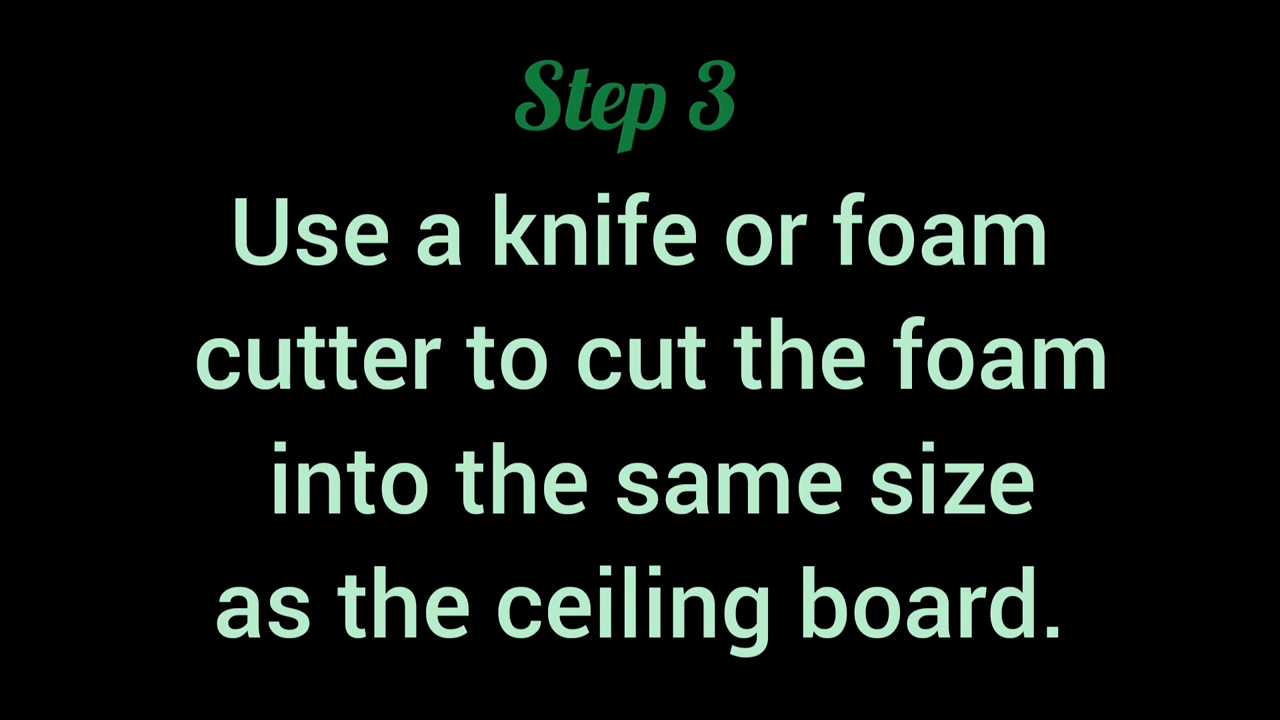 Step 3
Use a knife or foam
cutter to cut the foam
into the same size
as the ceiling board.